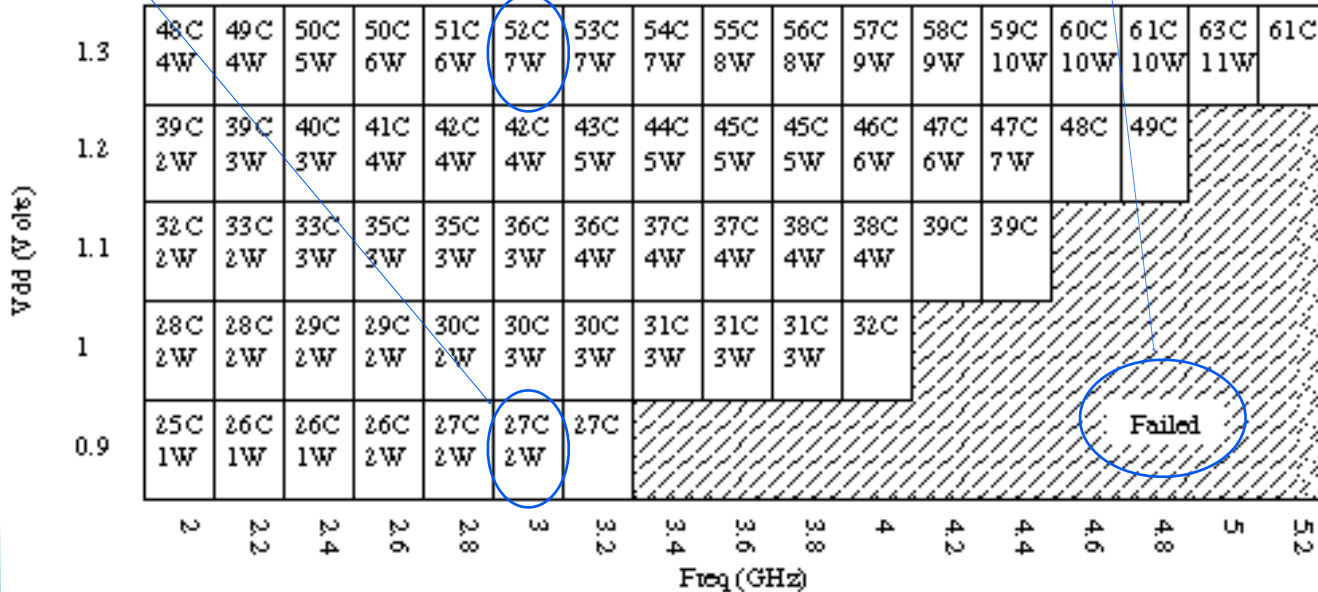 48C 49C 50C 50C 51C 52C 53C 54C 55C 56C 57C 58C 59C 60C 61C 63C 61C
1.3
4W 4W 5W 6W 6W 7W 7W 7W 8W 8W 9W 9W 10W 10W 10W 11W
39C 39C 40C 41C 42C 42C 43C 44C 45C 45C 46C 47C 47C 48C 49C
1.2
2W 3W 3W 4W 4W 4W 5W 5W 5W 5W 6W 6W 7W
32C 33C 33C 35C 35C 36C 36C 37C 37C 38C 38C 39C 39C
1.1
2W 2W 3W 3W 3W 3W 4W 4W 4W 4W 4W
28C 28C 29C 29C 30C 30C 30C 31C 31C 31C 32C
1
2W 2W 2W 2W 2W 3W 3W 3W 3W 3W
25C 26C 26C 26C 27C 27C 27C
0.9
1W 1W 1W 2W 2W 2W
Failed
Vdd (Volts)
2 2.2 2.4 2.6 2.8 3 3.2 3.4 3.6 3.8 4 4.2 4.4 4.6 4.8 5 5.2
Freq (GHz)